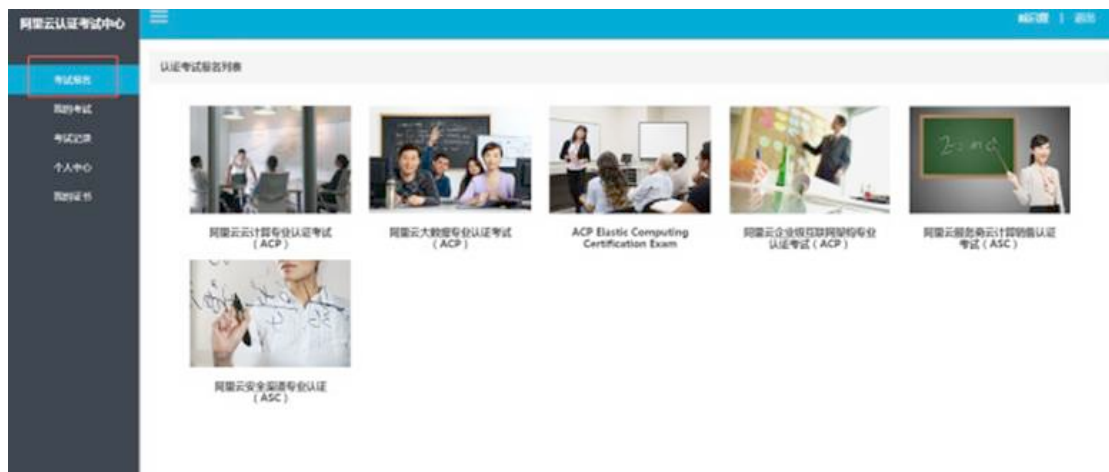 阿里云认证考试中心
退出
考试报名
我的考试
考试记录
个人中心
我的证书
认证考试报名列表
阿里云云计算专业认证考试
（ACP）
阿里云大数据专业认证考试
（ACP）
ACP Elastic Computing
Certification Exam
阿里云企业级互联网架构专业
认证考试（ACP）
阿里云服务商云计算销售认证
考试（ASC）
阿里云安全渠道专业认证
（ASC）